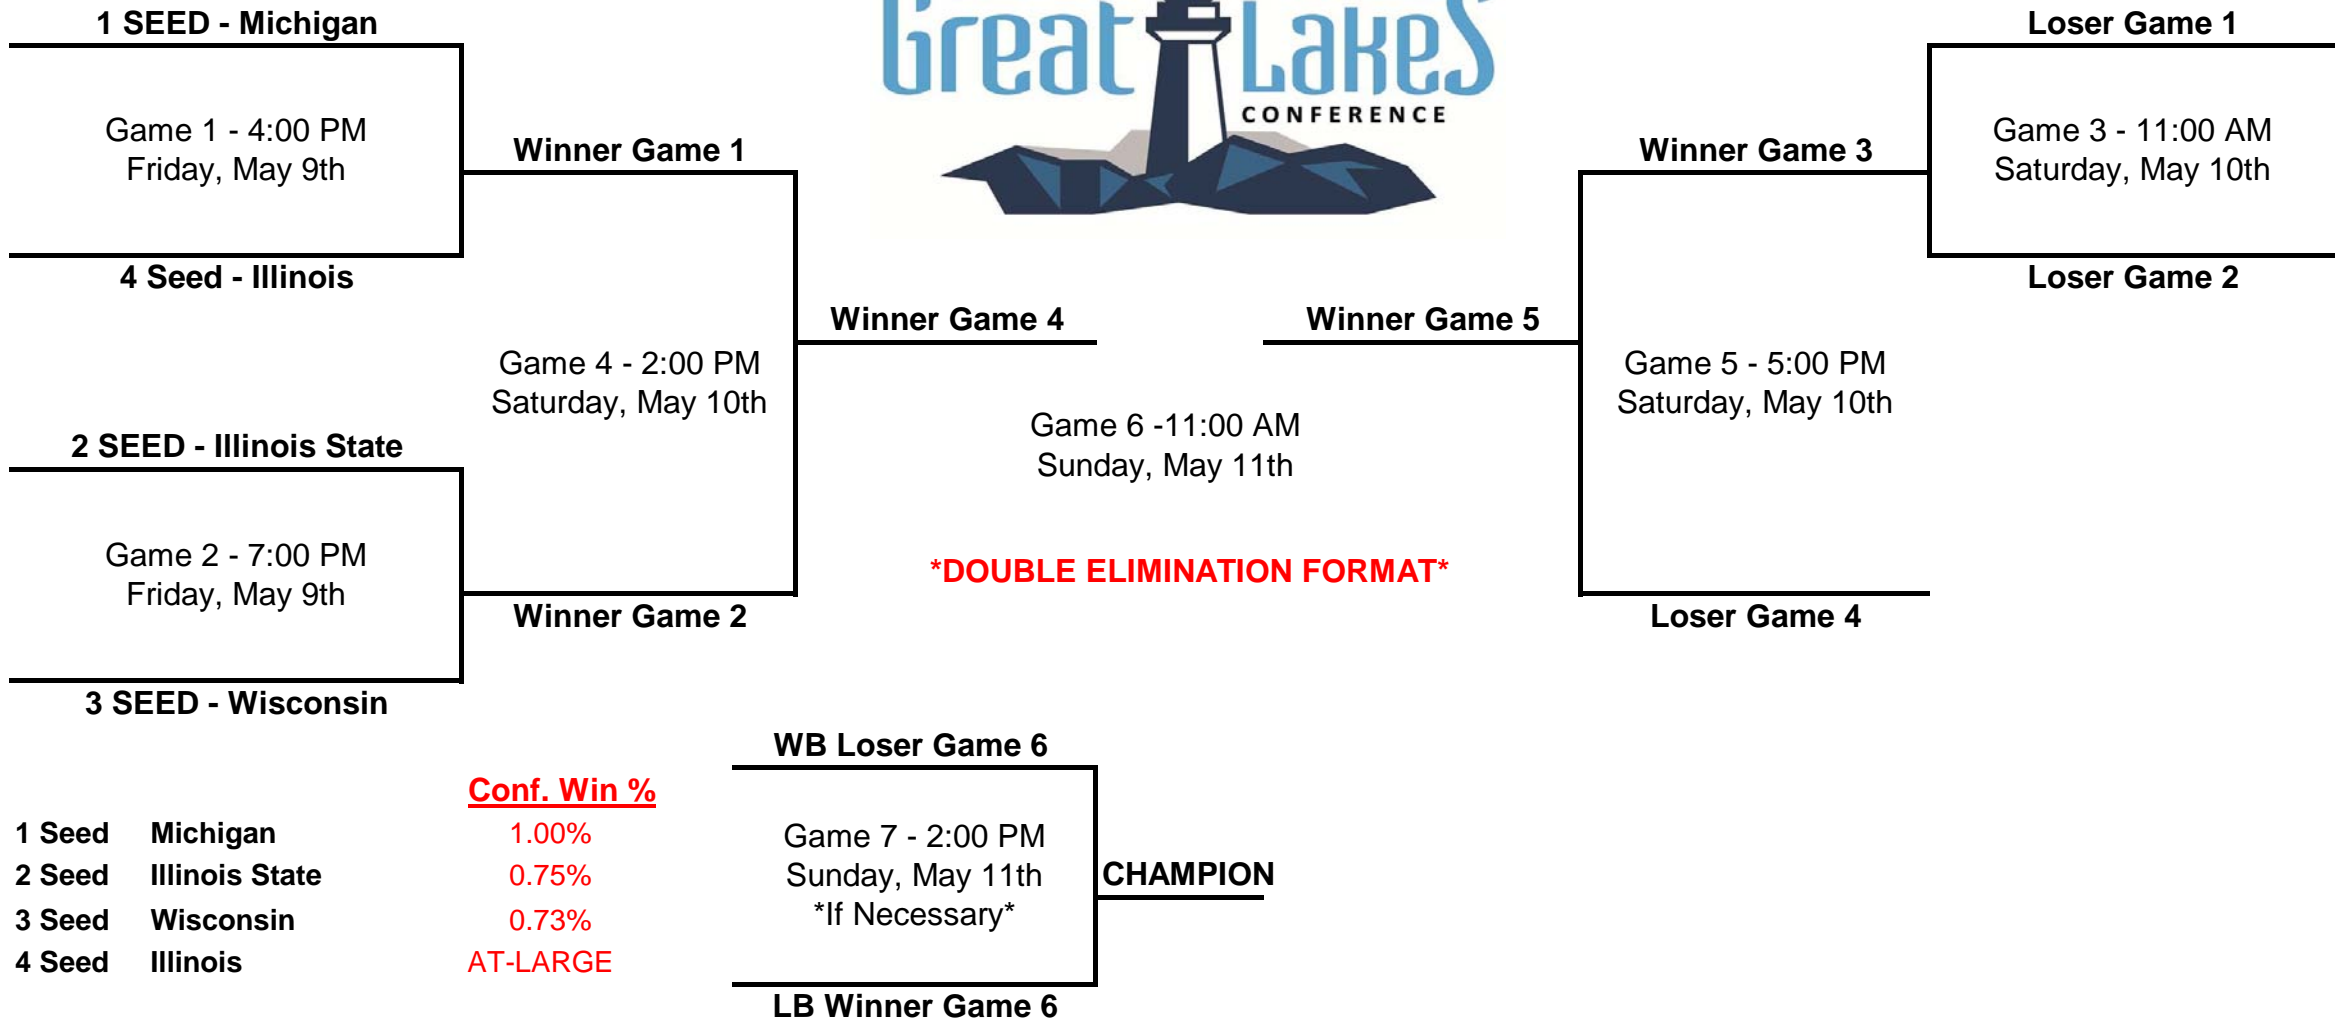 1 SEED - Michigan
Game 1 - 4:00 PM
Friday, May 9th
4 Seed - Illinois
Winner Game 1
Game 4 - 2:00 PM
Saturday, May 10th
2 SEED - Illinois State
Game 2 - 7:00 PM
Friday, May 9th
3 SEED - Wisconsin
Winner Game 2
Great Lakes
CONFERENCE
Winner Game 4
Winner Game 5
Game 6 -11:00 AM
Sunday, May 11th
*DOUBLE ELIMINATION FORMAT*
Loser Game 1
Game 3 - 11:00 AM
Saturday, May 10th
Loser Game 2
Winner Game 3
Game 5 - 5:00 PM
Saturday, May 10th
Loser Game 4
Conf. Win %
1 Seed Michigan 1.00%
2 Seed Illinois State 0.75%
3 Seed Wisconsin 0.73%
4 Seed Illinois AT-LARGE
WB Loser Game 6
Game 7 - 2:00 PM
Sunday, May 11th
*If Necessary*
LB Winner Game 6
CHAMPION